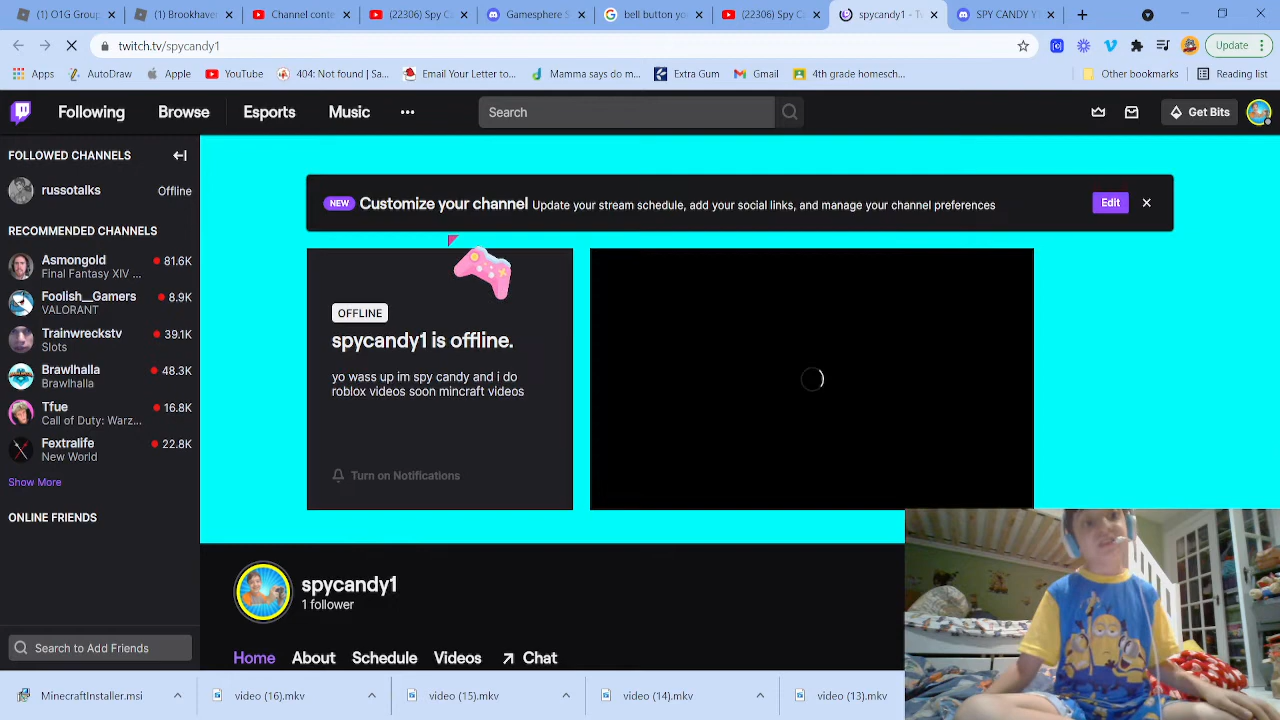 (1) O1G Group
(1) Brookhaver
Channel conte
(22306) Spy C
Gamesphere S
bell button yo
(22306) Spy Ca
spycandy1 - Tw
SPY CANDY Y
twitch.tv/spycandy1
Update
Apps
AutoDraw
Apple
YouTube
404: Not found | Sa...
Email Your Letter to...
Mamma says do m...
Extra Gum
Gmail
4th grade homesch...
Other bookmarks
Reading list
Following
Browse
Esports
Music
Search
Get Bits
FOLLOWED CHANNELS
russotalks
Offline
RECOMMENDED CHANNELS
Asmongold
81.6K
Final Fantasy XIV ...
Foolish__Gamers
8.9K
VALORANT
Trainwreckstv
39.1K
Slots
Brawlhalla
48.3K
Brawlhalla
Tfue
16.8K
Call of Duty: Warz...
Fextralife
22.8K
New World
Show More
ONLINE FRIENDS
Search to Add Friends
NEW Customize your channel Update your stream schedule, add your social links, and manage your channel preferences
Edit
OFFLINE
spycandy1 is offline.
yo wass up im spy candy and i do
roblox videos soon mincraft videos
Turn on Notifications
spycandy1
1 follower
Home
About
Schedule
Videos
Chat
MinecraftInstaller.msi
video (16).mkv
video (15).mkv
video (14).mkv
video (13).mkv